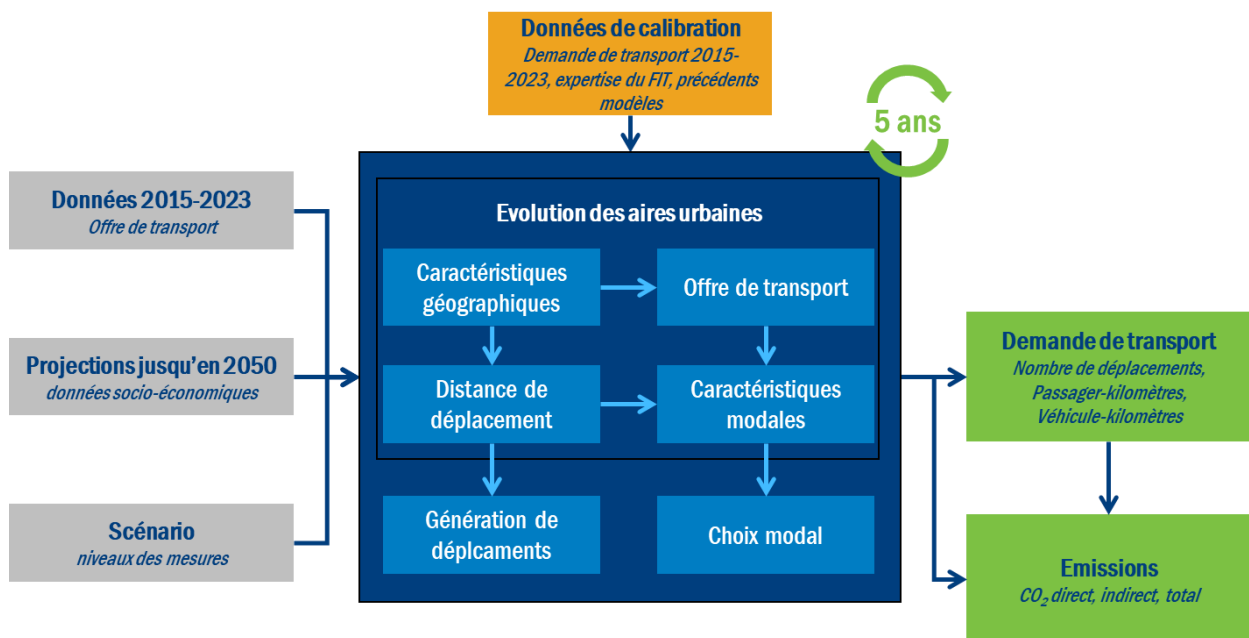 Données de calibration
Demande de transport 2015-
2023, expertise du FIT, précédents
modèles
5 ans
Données 2015-2023
Offre de transport
Projections jusqu'en 2050
données socio-économiques
Scénario
niveaux des mesures
Evolution des aires urbaines
Caractéristiques
géographiques
Offre de transport
Distance de
déplacement
Caractéristiques
modales
Génération de
déplcaments
Choix modal
Demande de transport
Nombre de déplacements,
Passager-kilomètres,
Véhicule-kilomètres
Emissions
CO₂ direct, indirect, total